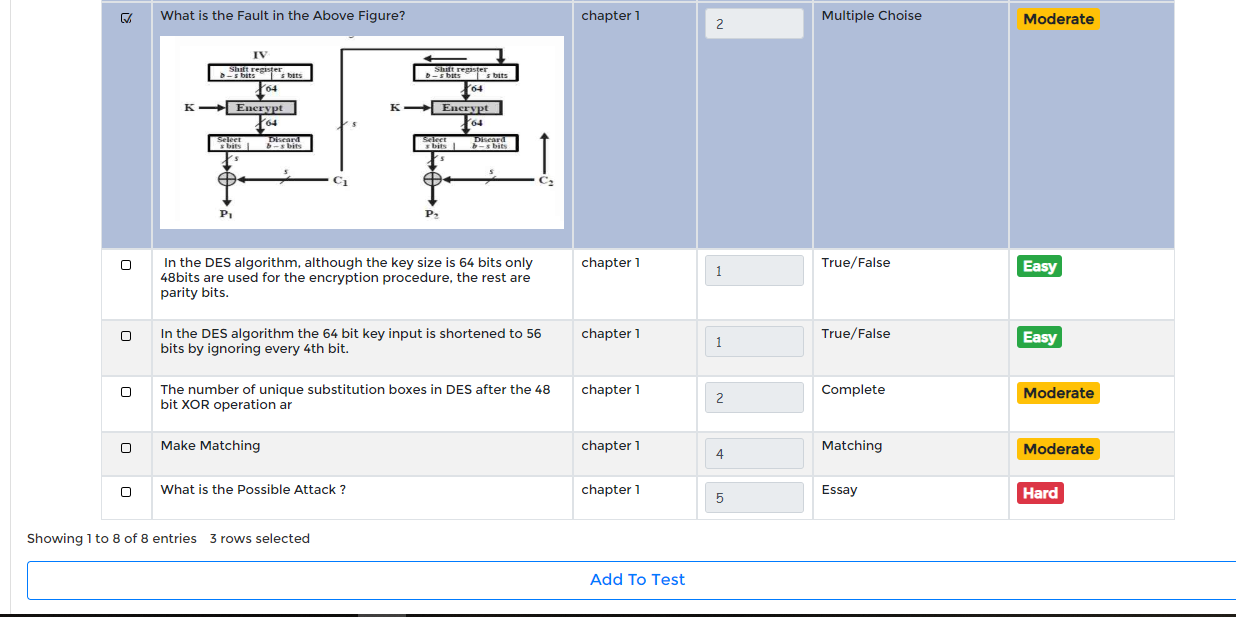 What is the Fault in the Above Figure? chapter 1 2 Multiple Choise Moderate
IV
Shift register Shift register
b – s bits | s bits b – s bits | s bits
64 64
K Encrypt K Encrypt
64 s 64
Select Discard Select Discard
s bits | b – s bits s bits | b – s bits
s s
s C1 s C2
P1 P2
In the DES algorithm, although the key size is 64 bits only chapter 1 1 True/False Easy
48bits are used for the encryption procedure, the rest are
parity bits.
In the DES algorithm the 64 bit key input is shortened to 56 chapter 1 1 True/False Easy
bits by ignoring every 4th bit.
The number of unique substitution boxes in DES after the 48 chapter 1 2 Complete Moderate
bit XOR operation ar
Make Matching chapter 1 4 Matching Moderate
What is the Possible Attack ? chapter 1 5 Essay Hard
Showing 1 to 8 of 8 entries 3 rows selected
Add To Test